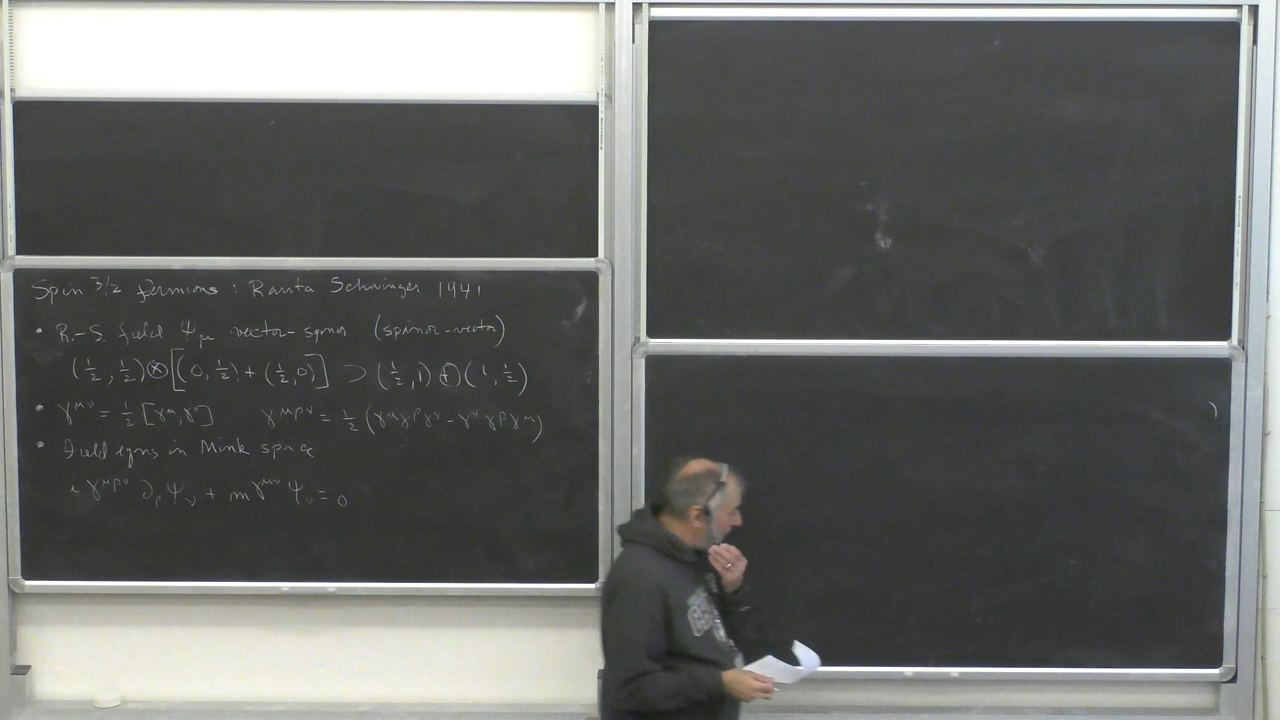 Spin 3/2 fermions : Rarita Schwinger 1941
• R.-S. field Ψ_μ vector-spinor (spinor-vector)
(1/2, 1/2) ⊗ [(0, 1/2) + (1/2, 0)] ⊃ (1/2, 1) ⊕ (1, 1/2)
• γ^{μν} = 1/2 [γ^μ, γ^ν] γ^{μρν} = 1/2 (γ^μ γ^ρ γ^ν - γ^ν γ^ρ γ^μ)
• Field eqns in Mink space
i γ^{μρν} ∂_ρ Ψ_ν + m γ^{μν} Ψ_ν = 0